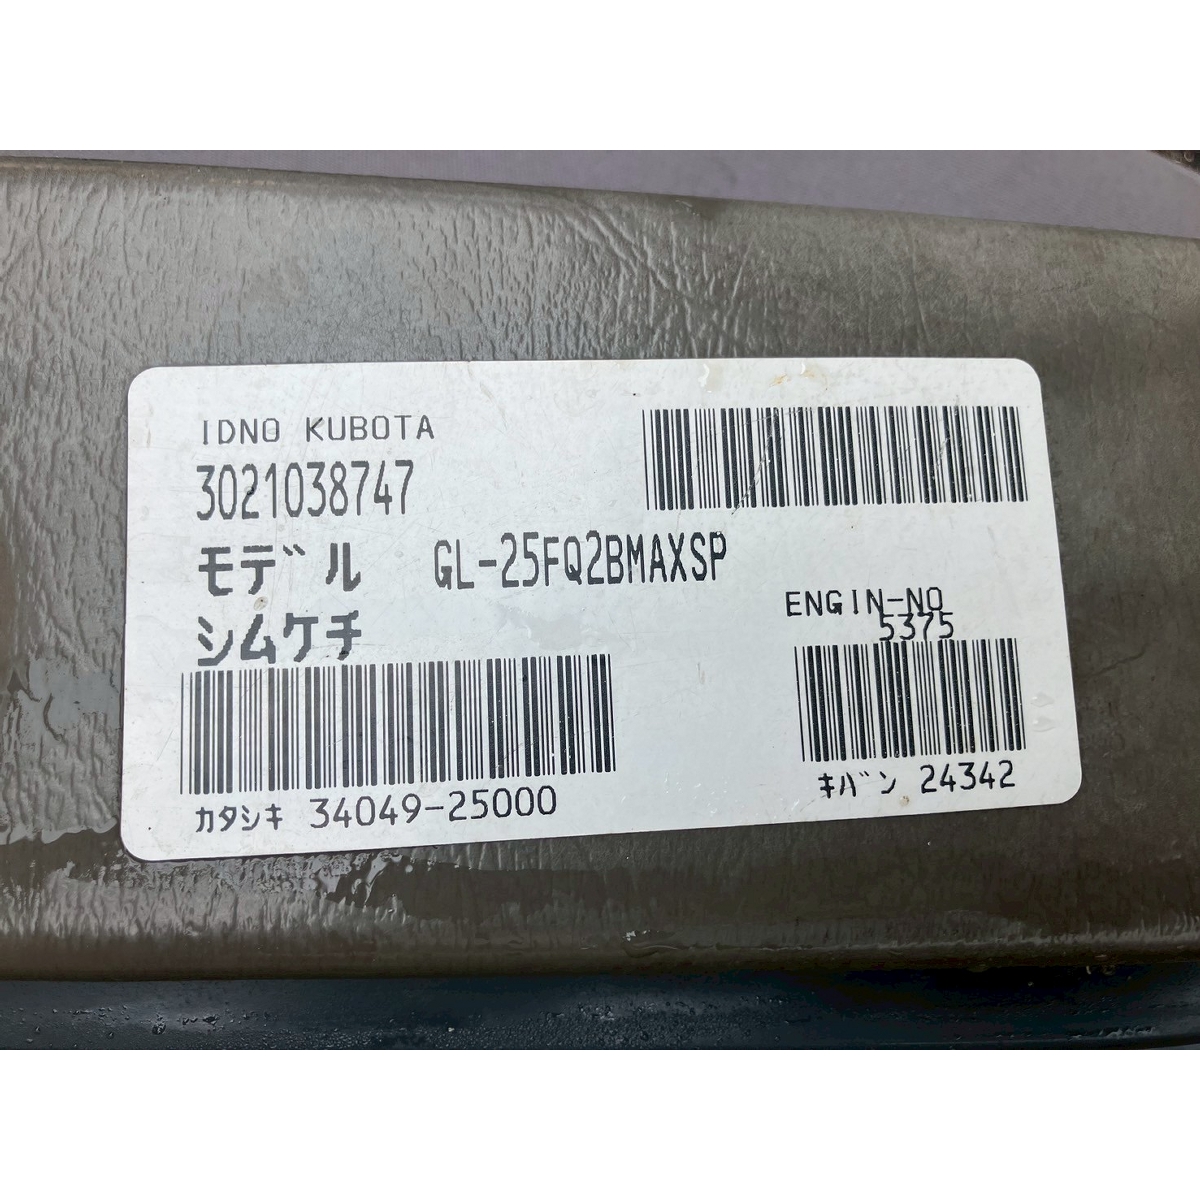 IDNO KUBOTA
3021038747
モデル GL-25FQ2BMAXSP
シムケチ
ENGIN-NO
5375
カタシキ 34049-25000
キバン 24342